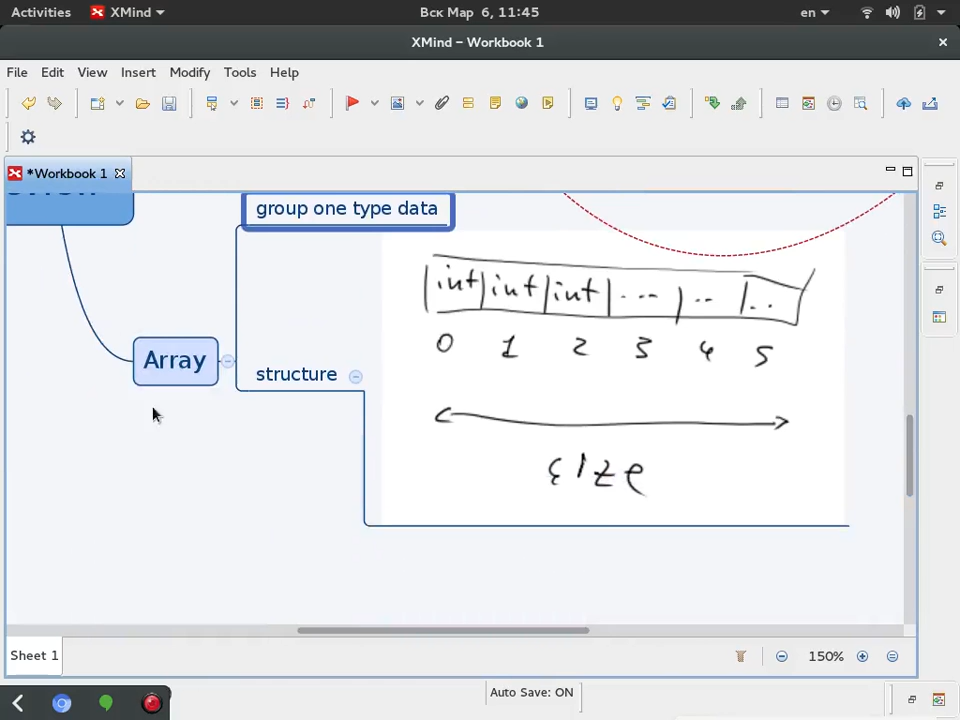 Activities XMind Вск Мар 6, 11:45 en
XMind – Workbook 1
File Edit View Insert Modify Tools Help
*Workbook 1
group one type data
int int int ... .. ..
0 1 2 3 4 5
Array
structure
size
Sheet 1 150%
Auto Save: ON